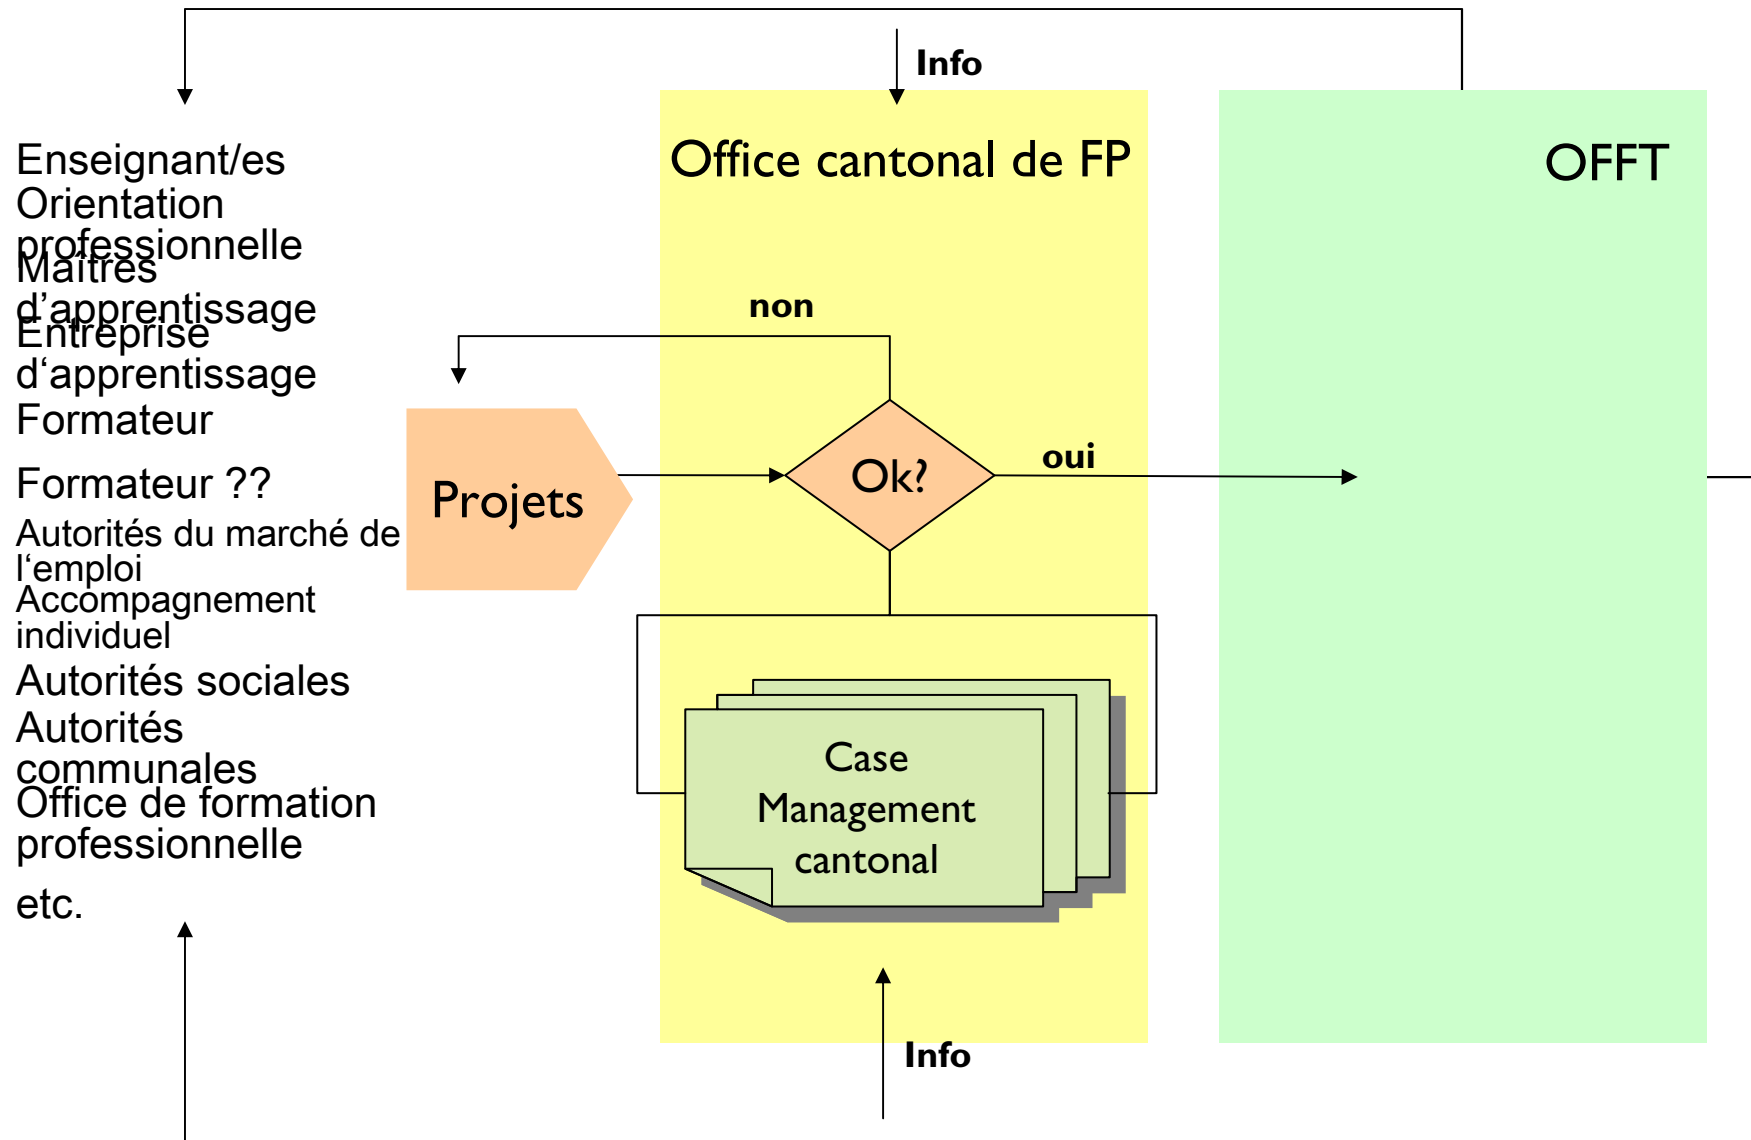 Info
Enseignant/es
Orientation
professionnelle
Maîtres
d’apprentissage
Entreprise
d‘apprentissage
Formateur
Formateur ??
Autorités du marché de
l‘emploi
Accompagnement
individuel
Autorités sociales
Autorités
communales
Office de formation
professionnelle
etc.
Projets
Office cantonal de FP
non
Ok?
oui
Case
Management
cantonal
Info
OFFT